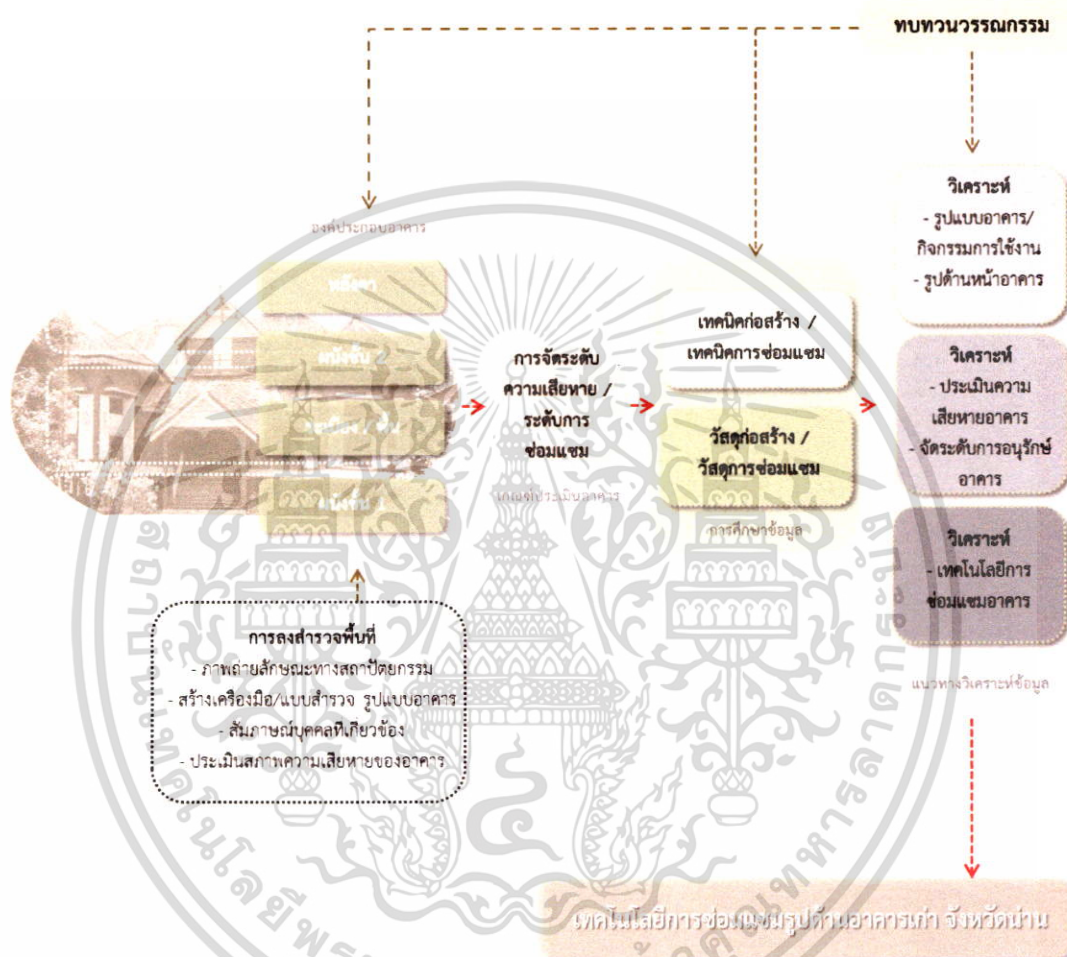 ทบทวนวรรณกรรม
องค์ประกอบอาคาร
หลังคา
ผนังชั้น 2
ผนังชั้น 1
การจัดระดับ
ความเสียหาย /
ระดับการ
ซ่อมแซม
เกณฑ์ประเมินอาคาร
เทคนิคก่อสร้าง /
เทคนิคการซ่อมแซม
วัสดุก่อสร้าง /
วัสดุการซ่อมแซม
การศึกษาข้อมูล
วิเคราะห์
- รูปแบบอาคาร/
กิจกรรมการใช้งาน
- รูปด้านหน้าอาคาร
วิเคราะห์
- ประเมินความ
เสียหายอาคาร
- จัดระดับการอนุรักษ์
อาคาร
วิเคราะห์
- เทคโนโลยีการ
ซ่อมแซมอาคาร
แนวทางวิเคราะห์ข้อมูล
การลงสำรวจพื้นที่
- ภาพถ่ายลักษณะทางสถาปัตยกรรม
- สร้างเครื่องมือ/แบบสำรวจ รูปแบบอาคาร
- สัมภาษณ์บุคคลที่เกี่ยวข้อง
- ประเมินสภาพความเสียหายของอาคาร
เทคโนโลยีการซ่อมแซมรูปด้านอาคารเก่า จังหวัดน่าน